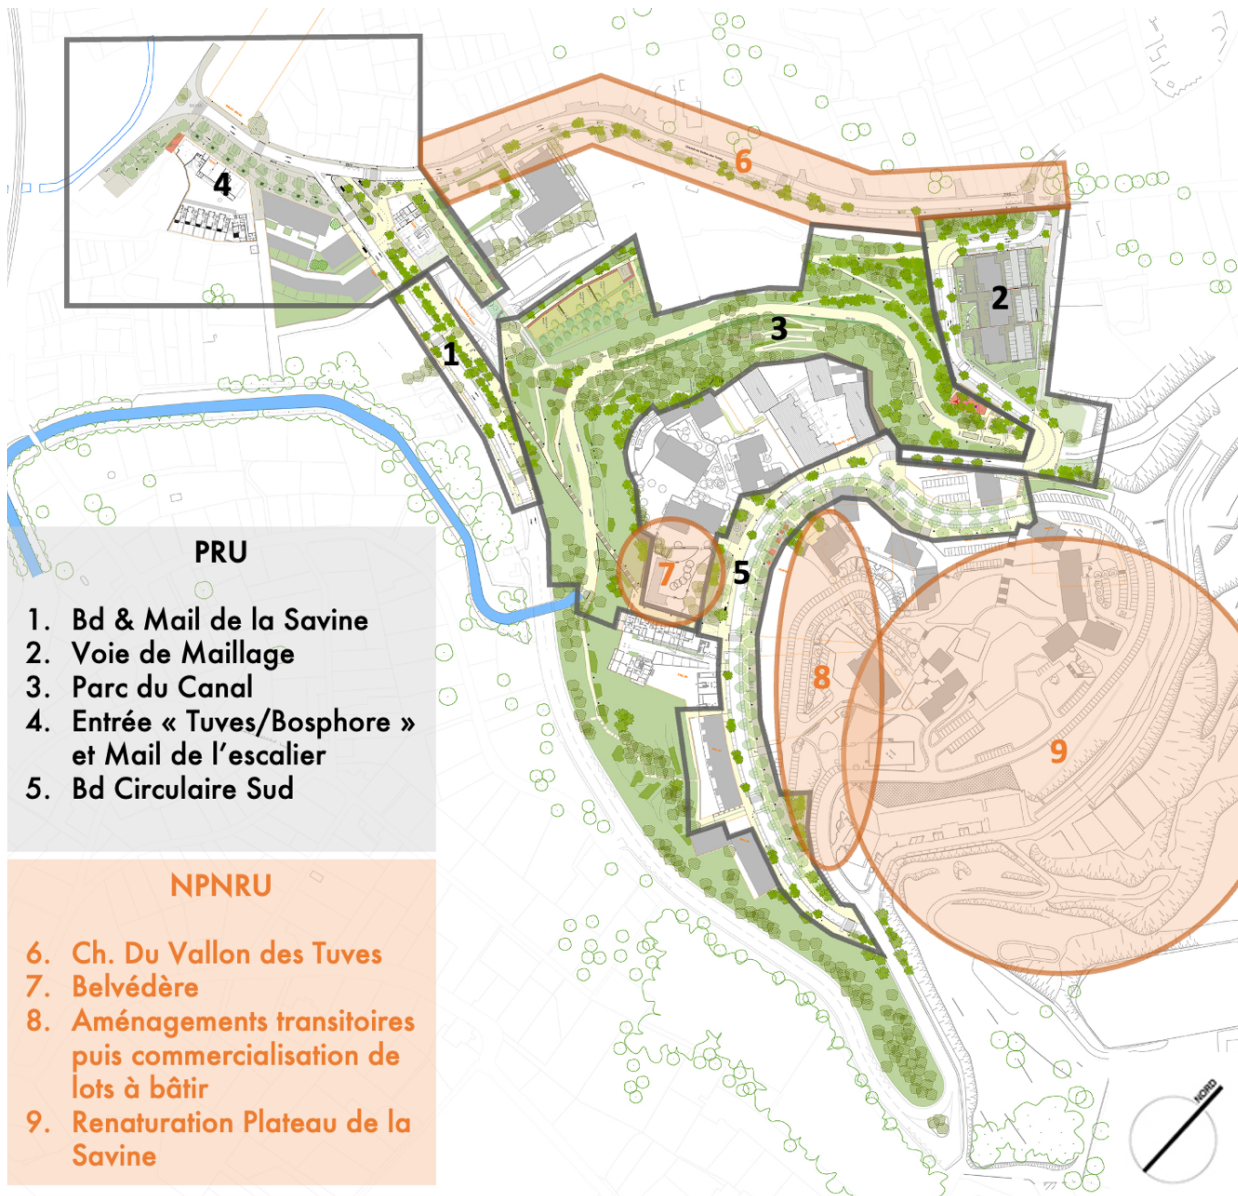 6
4
2
3
1
7
5
8
9
PRU
1. Bd & Mail de la Savine
2. Voie de Maillage
3. Parc du Canal
4. Entrée « Tuves/Bosphore »
et Mail de l’escalier
5. Bd Circulaire Sud
NPNRU
6. Ch. Du Vallon des Tuves
7. Belvédère
8. Aménagements transitoires
puis commercialisation de
lots à bâtir
9. Renaturation Plateau de la
Savine
NORD